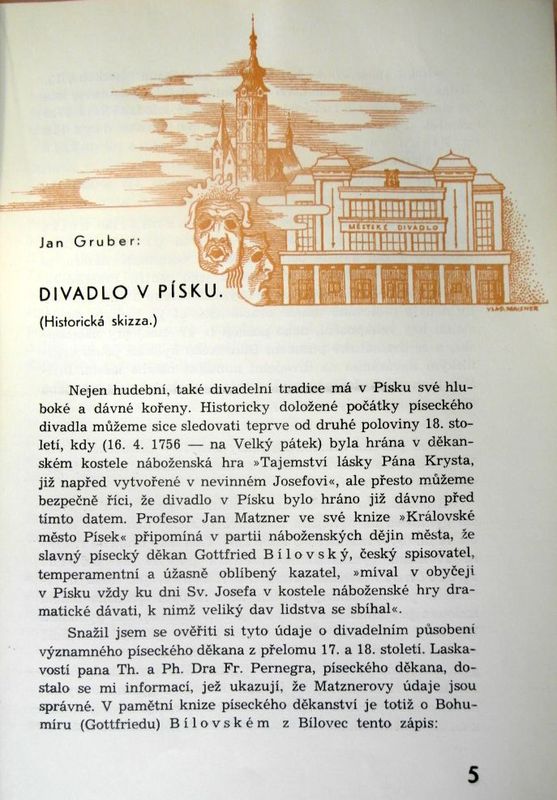 MĚSTSKÉ DIVADLO
VLAD. MAISNER
Jan Gruber:
DIVADLO V PÍSKU.
(Historická skizza.)
Nejen hudební, také divadelní tradice má v Písku své hlu-
boké a dávné kořeny. Historicky doložené počátky píseckého
divadla můžeme sice sledovati teprve od druhé poloviny 18. sto-
letí, kdy (16. 4. 1756 — na Velký pátek) byla hrána v děkan-
ském kostele náboženská hra »Tajemství lásky Pána Krysta,
již napřed vytvořené v nevinném Josefovi«, ale přesto můžeme
bezpečně říci, že divadlo v Písku bylo hráno již dávno před
tímto datem. Profesor Jan Matzner ve své knize »Královské
město Písek« připomíná v partii náboženských dějin města, že
slavný písecký děkan Gottfried Bílovský, český spisovatel,
temperamentní a úžasně oblíbený kazatel, »míval v obyčeji
v Písku vždy ku dni Sv. Josefa v kostele náboženské hry dra-
matické dávati, k nimž veliký dav lidstva se sbíhal«.
Snažil jsem se ověřiti si tyto údaje o divadelním působení
významného píseckého děkana z přelomu 17. a 18. století. Laska-
vostí pana Th. a Ph. Dra Fr. Pernegra, píseckého děkana, do-
stalo se mi informací, jež ukazují, že Matznerovy údaje jsou
správné. V pamětní knize píseckého děkanství je totiž o Bohu-
míru (Gottfriedu) Bílovském z Bílovec tento zápis:
5